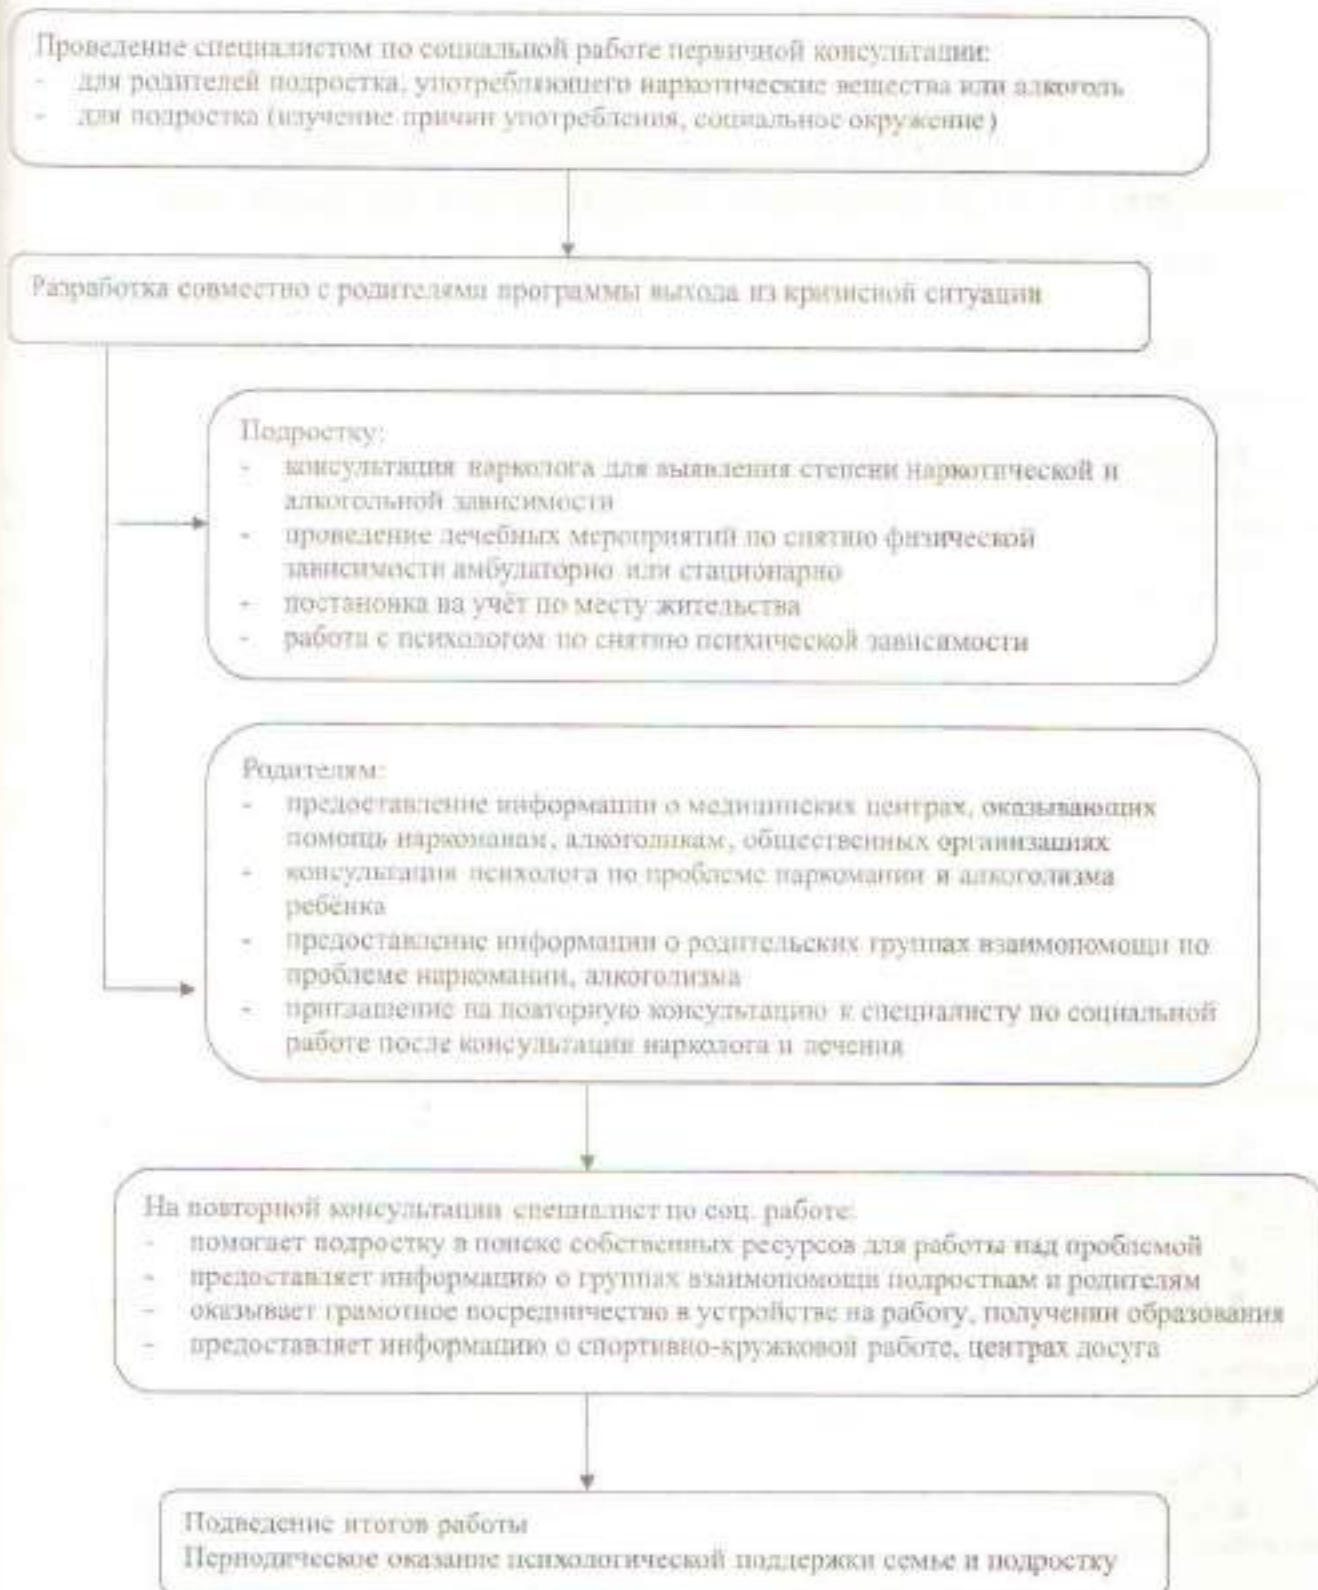 Проведение специалистом по социальной работе первичной консультации:
- для родителей подростка, употребляющего наркотические вещества или алкоголь
- для подростка (изучение причин употребления, социальное окружение)
Разработка совместно с родителями программы выхода из кризисной ситуации
Подростку:
- консультация нарколога для выявления степени наркотической и
алкогольной зависимости
- проведение лечебных мероприятий по снятию физической
зависимости амбулаторно или стационарно
- постановка на учёт по месту жительства
- работа с психологом по снятию психической зависимости
Родителям:
- предоставление информации о медицинских центрах, оказывающих
помощь наркоманам, алкоголикам, общественных организациях
- консультация психолога по проблеме наркомании и алкоголизма
ребёнка
- предоставление информации о родительских группах взаимопомощи по
проблеме наркомании, алкоголизма
- приглашение на повторную консультацию к специалисту по социальной
работе после консультации нарколога и лечения
На повторной консультации специалист по соц. работе:
- помогает подростку в поиске собственных ресурсов для работы над проблемой
- предоставляет информацию о группах взаимопомощи подросткам и родителям
- оказывает грамотное посредничество в устройстве на работу, получении образования
- предоставляет информацию о спортивно-кружковой работе, центрах досуга
Подведение итогов работы
Периодическое оказание психологической поддержки семье и подростку